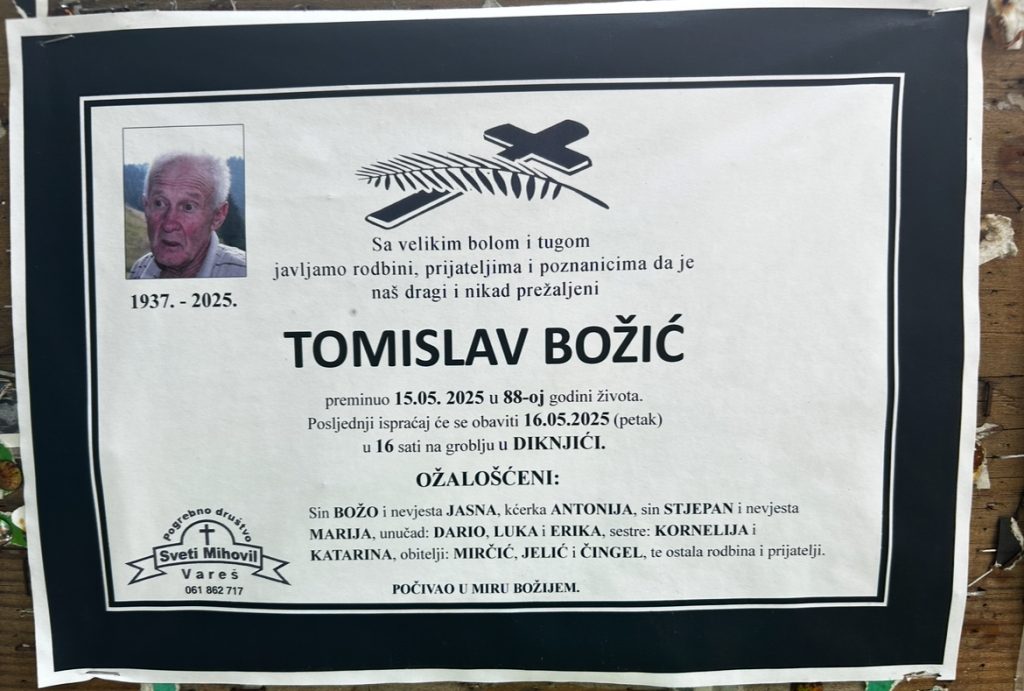 Sa velikim bolom i tugom
javljamo rodbini, prijateljima i poznanicima da je
naš dragi i nikad prežaljeni
1937. - 2025.
TOMISLAV BOŽIĆ
preminuo 15.05. 2025 u 88-oj godini života.
Posljednji ispraćaj će se obaviti 16.05.2025 (petak)
u 16 sati na groblju u DIKNJIĆI.
OŽALOŠĆENI:
Sin BOŽO i nevjesta JASNA, kćerka ANTONIJA, sin STJEPAN i nevjesta
MARIJA, unučad: DARIO, LUKA i ERIKA, sestre: KORNELIJA i
KATARINA, obitelji: MIRČIĆ, JELIĆ i ČINGEL, te ostala rodbina i prijatelji.
Pogrebno društvo
Sveti Mihovil
Vareš
061 862 717
POČIVAO U MIRU BOŽIJEM.